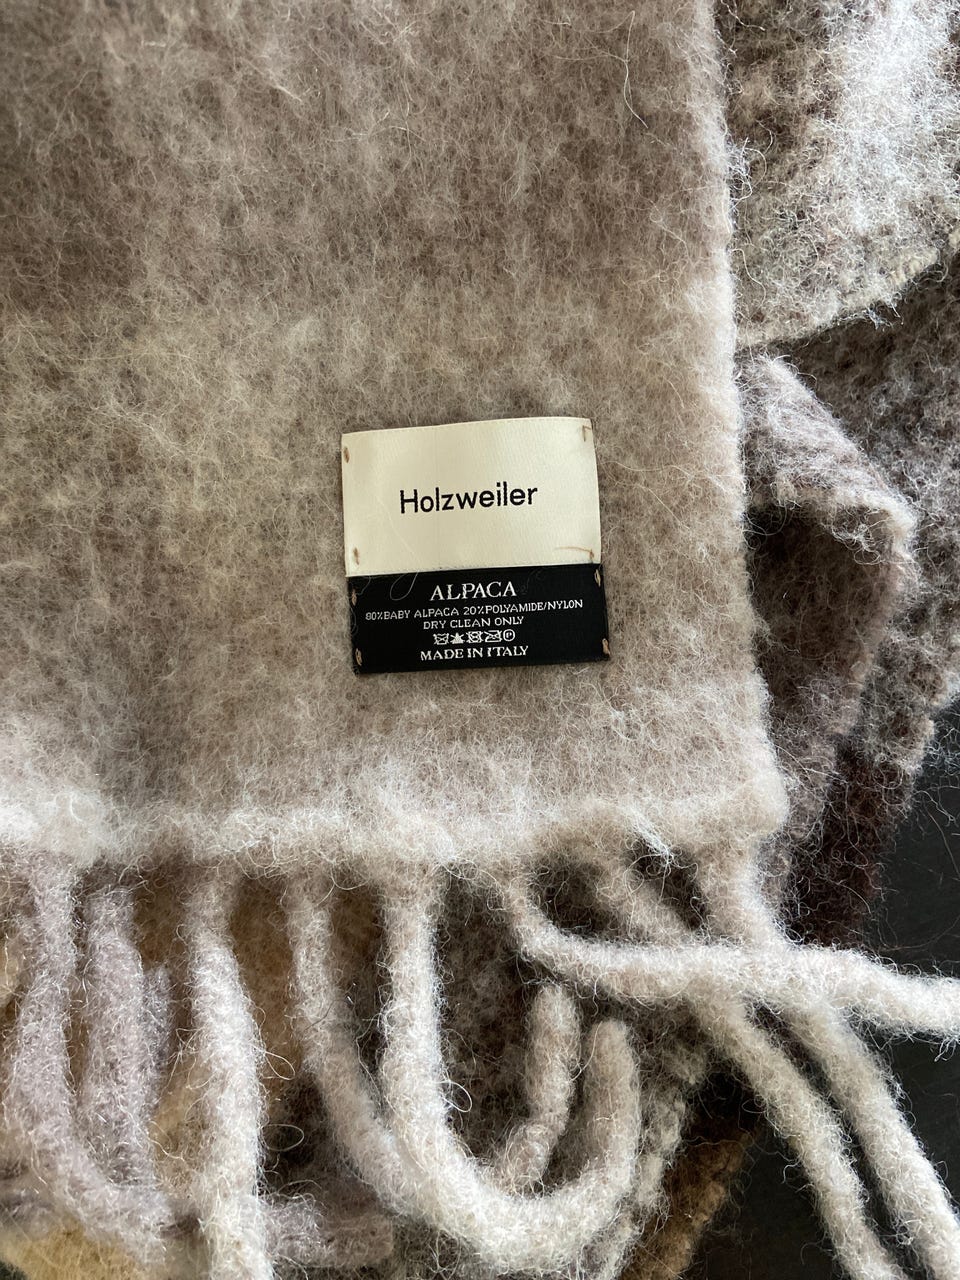 Holzweiler
ALPACA
80%BABY ALPACA 20%POLYAMIDE/NYLON
DRY CLEAN ONLY
MADE IN ITALY